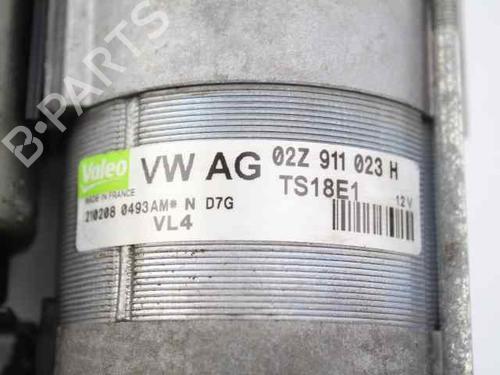 B-PARTS
Valeo
MADE IN FRANCE
VW AG
02Z 911 023 H
TS18E1
12V
210208 0493AM* N D7G
VL4